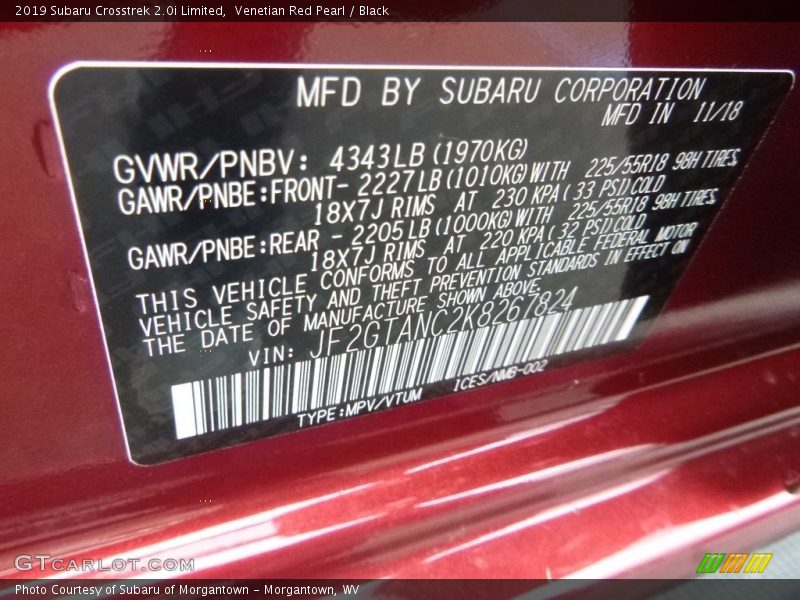 2019 Subaru Crosstrek 2.0i Limited,  Venetian Red Pearl / Black
MFD BY SUBARU CORPORATION
MFD IN 11/18
GVWR/PNBV: 4343LB (1970KG)
GAWR/PNBE:FRONT- 2227LB (1010KG) WITH 225/55R18 98H TIRES,
18X7J RIMS AT 230 KPA ( 33 PSI) COLD
GAWR/PNBE:REAR - 2205LB (1000KG) WITH 225/55R18 98H TIRES,
18X7J RIMS AT 220 KPA ( 32 PSI) COLD
THIS VEHICLE CONFORMS TO ALL APPLICABLE FEDERAL MOTOR
VEHICLE SAFETY AND THEFT PREVENTION STANDARDS IN EFFECT ON
THE DATE OF MANUFACTURE SHOWN ABOVE.
VIN: JF2GTANC2K8267824
TYPE:MPV/VTUM ICES/NMB-002
GTCARLOT.COM
Photo Courtesy of Subaru of Morgantown - Morgantown, WV